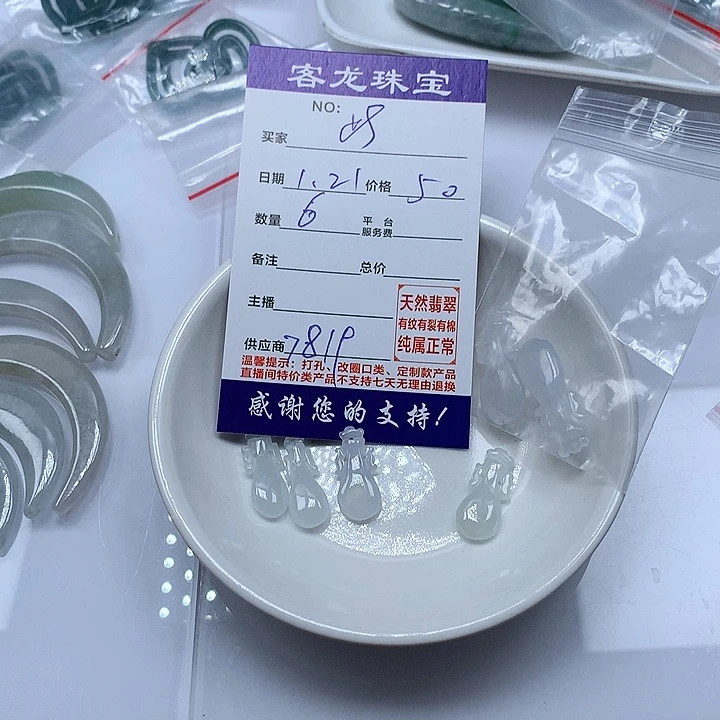 客龙珠宝
NO:
买家
日期 1.21 价格 50
数量 6 平台服务费
备注 总价
主播
天然翡翠
有纹有裂有棉
纯属正常
供应商 781P
温馨提示：打孔、改圈口类、定制款产品
直播间特价类产品不支持七天无理由退换
感谢您的支持！